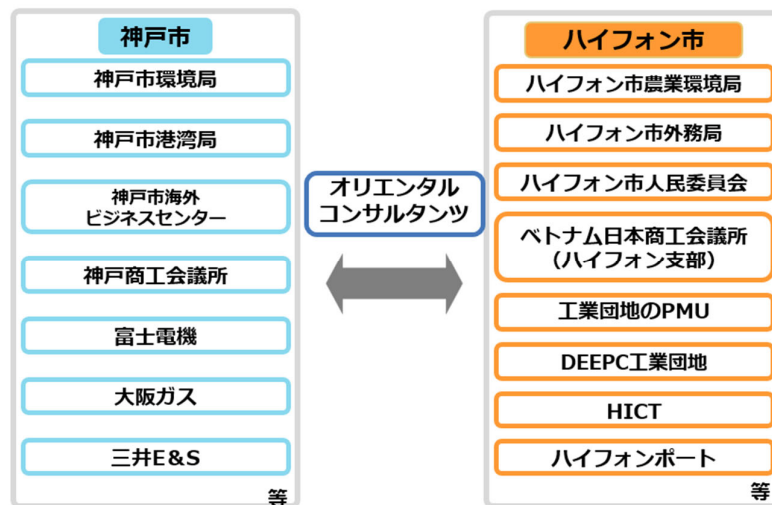 神戸市
神戸市環境局
神戸市港湾局
神戸市海外
ビジネスセンター
神戸商工会議所
富士電機
大阪ガス
三井E&S
等
オリエンタル
コンサルタンツ
ハイフォン市
ハイフォン市農業環境局
ハイフォン市外務局
ハイフォン市人民委員会
ベトナム日本商工会議所
（ハイフォン支部）
工業団地のPMU
DEEPC工業団地
HICT
ハイフォンポート
等